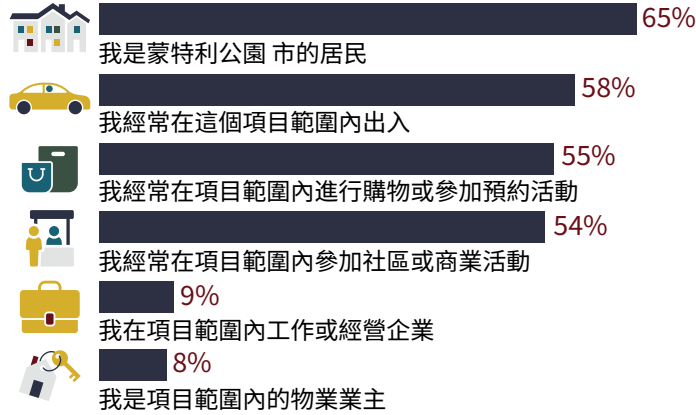 65%
我是蒙特利公園 市的居民
58%
我經常在這個項目範圍內出入
55%
我經常在項目範圍內進行購物或參加預約活動
54%
我經常在項目範圍內參加社區或商業活動
9%
我在項目範圍內工作或經營企業
8%
我是項目範圍內的物業業主